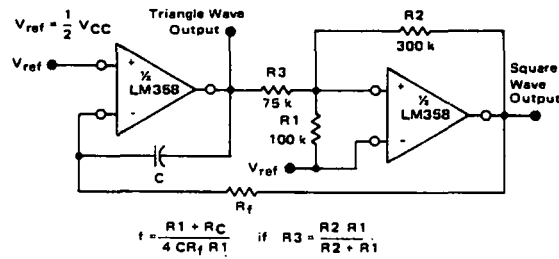 Triangle Wave
Output
Vref = 1/2 VCC
R2
300 k
Vref
+
½
LM358
-
R3
75 k
R1
100 k
+
½
LM358
-
Square
Wave
Output
Vref
C
Rf
f = R1 + RC / 4 CRf R1 if R3 = R2 R1 / R2 + R1